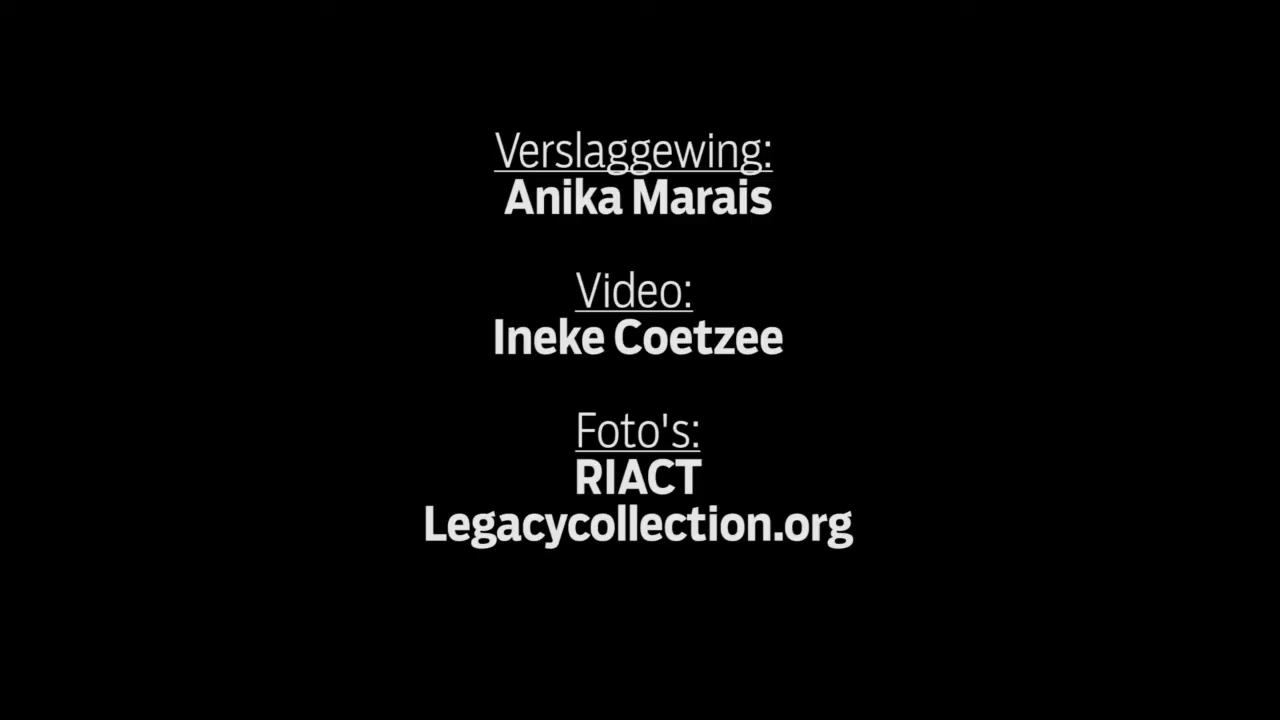 Verslaggewing:
Anika Marais
Video:
Ineke Coetzee
Foto's:
RIACT
Legacycollection.org